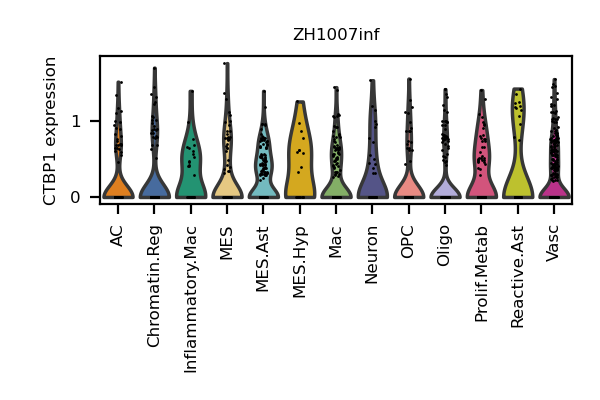 ZH1007inf
CTBP1 expression
1
0
AC
Chromatin.Reg
Inflammatory.Mac
MES
MES.Ast
MES.Hyp
Mac
Neuron
OPC
Oligo
Prolif.Metab
Reactive.Ast
Vasc